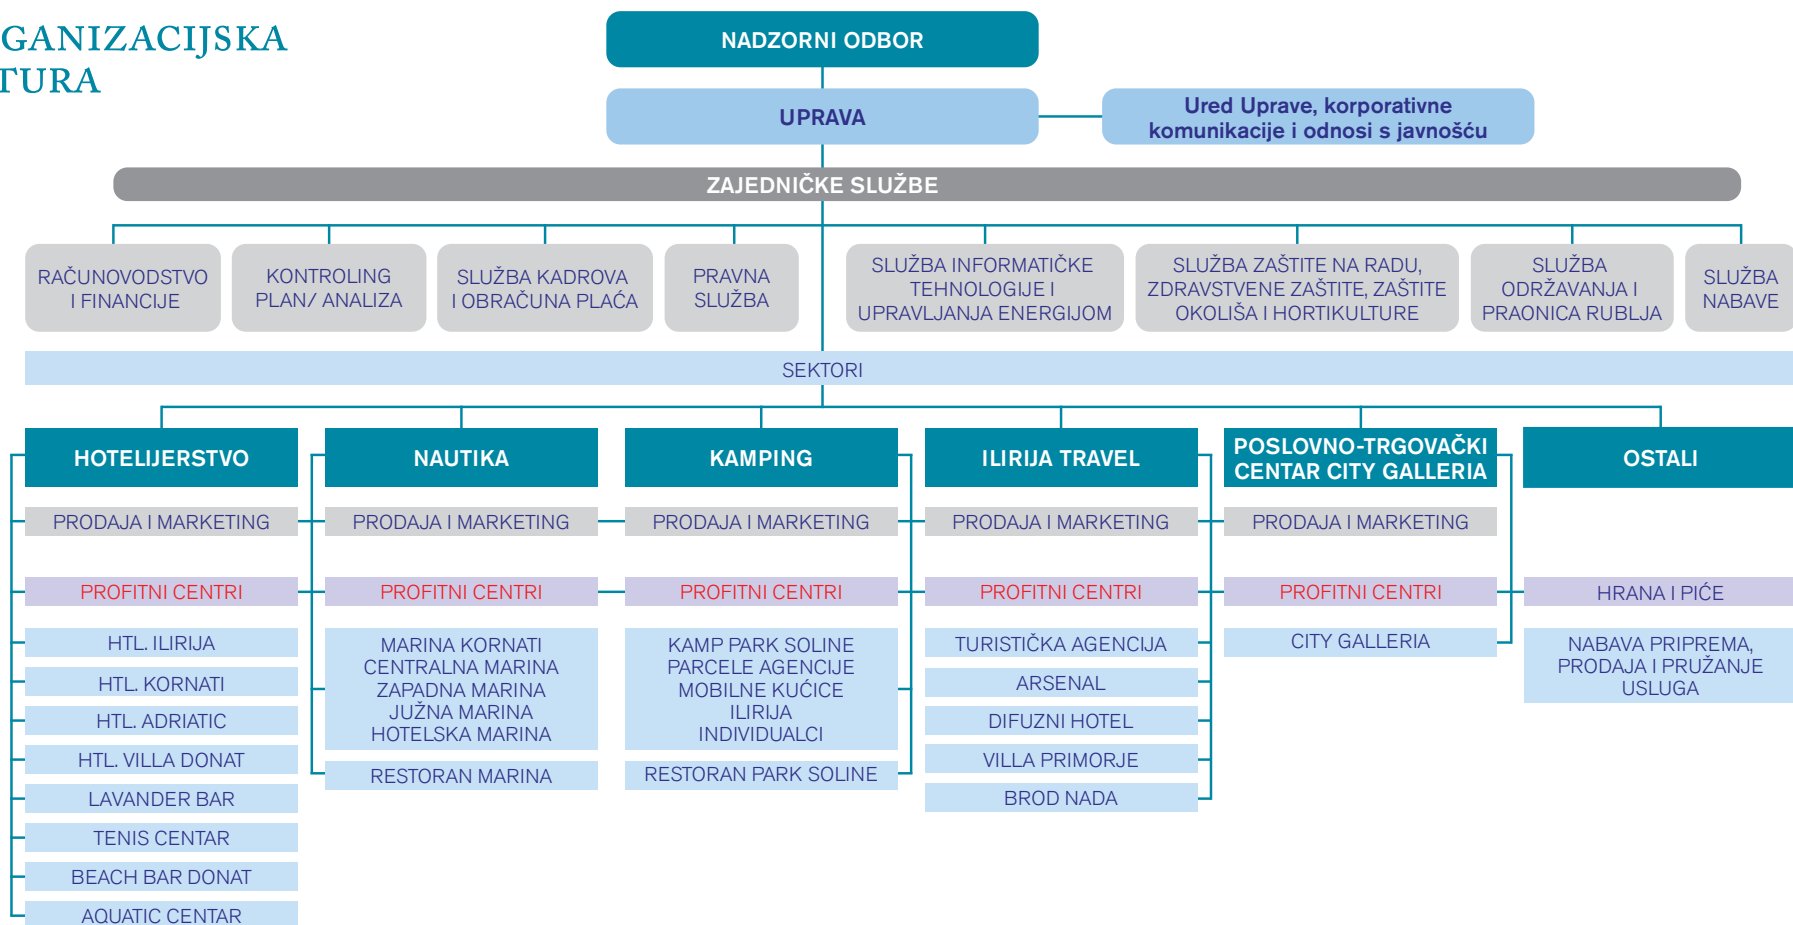 GANIZACIJSKA
TURA
NADZORNI ODBOR
UPRAVA
Ured Uprave, korporativne
komunikacije i odnosi s javnošću
ZAJEDNIČKE SLUŽBE
RAČUNOVODSTVO
I FINANCIJE
KONTROLING
PLAN/ ANALIZA
SLUŽBA KADROVA
I OBRAČUNA PLAĆA
PRAVNA
SLUŽBA
SLUŽBA INFORMATIČKE
TEHNOLOGIJE I
UPRAVLJANJA ENERGIJOM
SLUŽBA ZAŠTITE NA RADU,
ZDRAVSTVENE ZAŠTITE, ZAŠTITE
OKOLIŠA I HORTIKULTURE
SLUŽBA
ODRŽAVANJA I
PRAONICA RUBLJA
SLUŽBA
NABAVE
SEKTORI
HOTELIJERSTVO
PRODAJA I MARKETING
PROFITNI CENTRI
HTL. ILIRIJA
HTL. KORNATI
HTL. ADRIATIC
HTL. VILLA DONAT
LAVANDER BAR
TENIS CENTAR
BEACH BAR DONAT
AQUATIC CENTAR
NAUTIKA
PRODAJA I MARKETING
PROFITNI CENTRI
MARINA KORNATI
CENTRALNA MARINA
ZAPADNA MARINA
JUŽNA MARINA
HOTELSKA MARINA
RESTORAN MARINA
KAMPING
PRODAJA I MARKETING
PROFITNI CENTRI
KAMP PARK SOLINE
PARCELE AGENCIJE
MOBILNE KUĆICE
ILIRIJA
INDIVIDUALCI
RESTORAN PARK SOLINE
ILIRIJA TRAVEL
PRODAJA I MARKETING
PROFITNI CENTRI
TURISTIČKA AGENCIJA
ARSENAL
DIFUZNI HOTEL
VILLA PRIMORJE
BROD NADA
POSLOVNO-TRGOVAČKI
CENTAR CITY GALLERIA
PRODAJA I MARKETING
PROFITNI CENTRI
CITY GALLERIA
OSTALI
HRANA I PIĆE
NABAVA PRIPREMA,
PRODAJA I PRUŽANJE
USLUGA